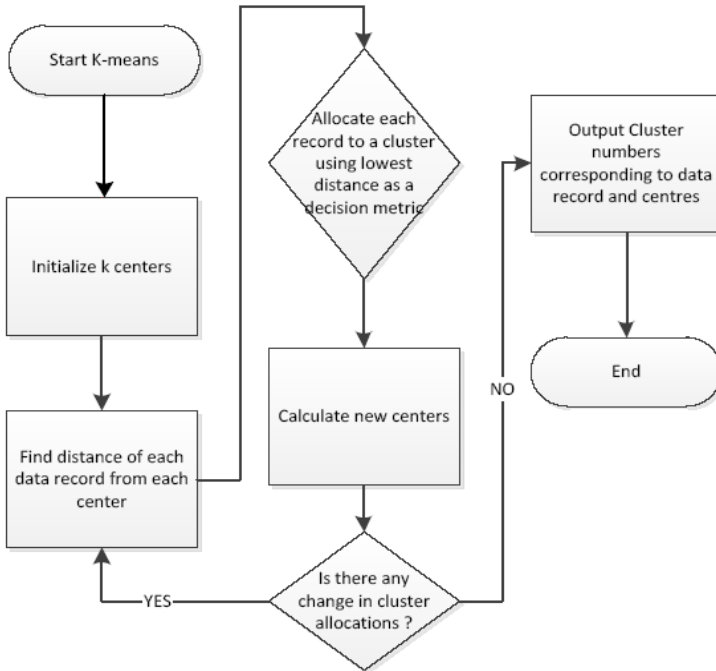 Start K-means
Initialize k centers
Find distance of each
data record from each
center
Allocate each
record to a cluster
using lowest
distance as a
decision metric
Calculate new centers
Is there any
change in cluster
allocations ?
YES
NO
Output Cluster
numbers
corresponding to data
record and centres
End